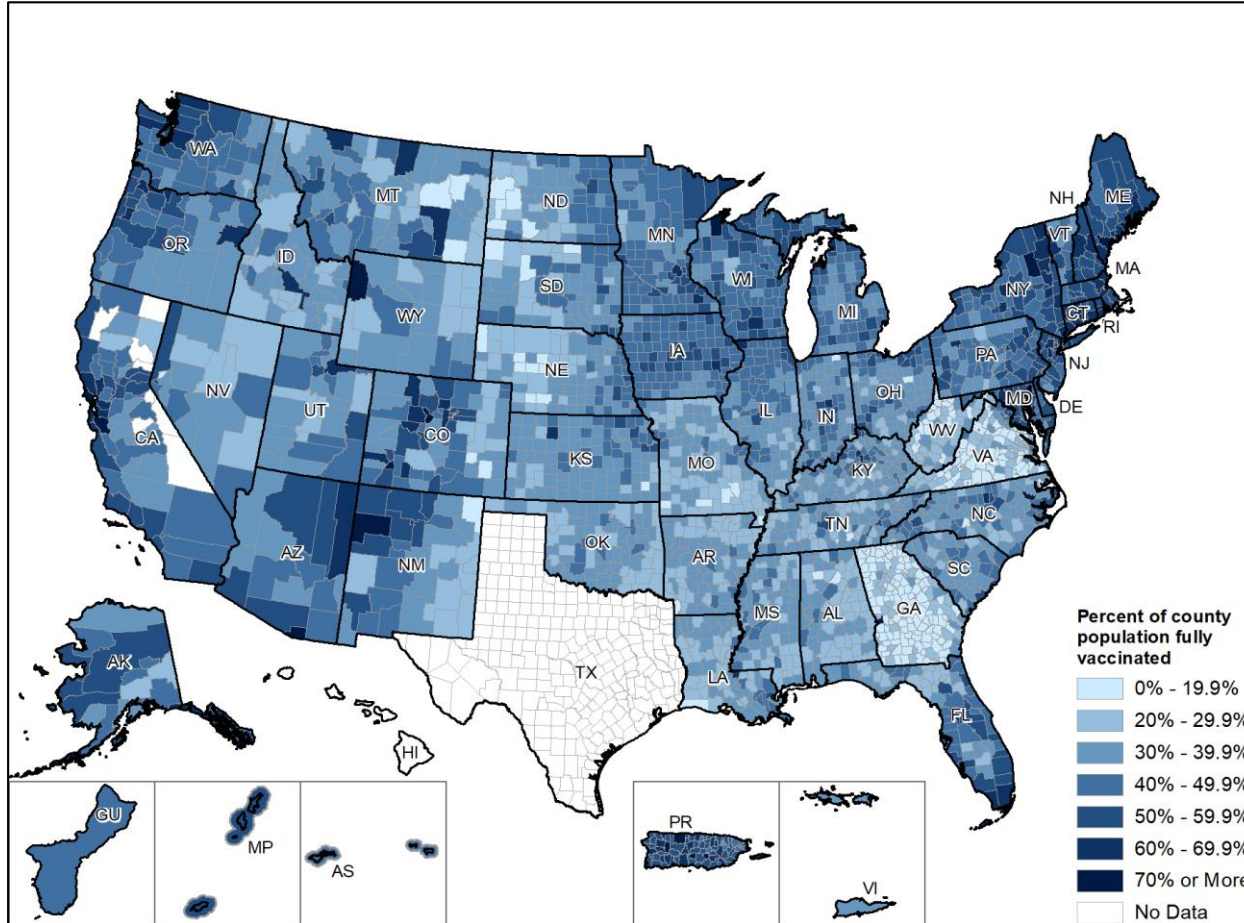 WA
MT
ND
MN
OR
ID
SD
WI
MI
WY
NH
VT
ME
NY
MA
CT
RI
NJ
PA
IA
NE
NV
UT
CO
CA
IL
IN
OH
MD
DE
WV
VA
KS
MO
KY
NC
TN
AZ
NM
OK
AR
SC
MS
AL
GA
TX
LA
FL
AK
HI
GU
MP
AS
PR
VI
Percent of county
population fully
vaccinated
0% - 19.9%
20% - 29.9%
30% - 39.9%
40% - 49.9%
50% - 59.9%
60% - 69.9%
70% or More
No Data